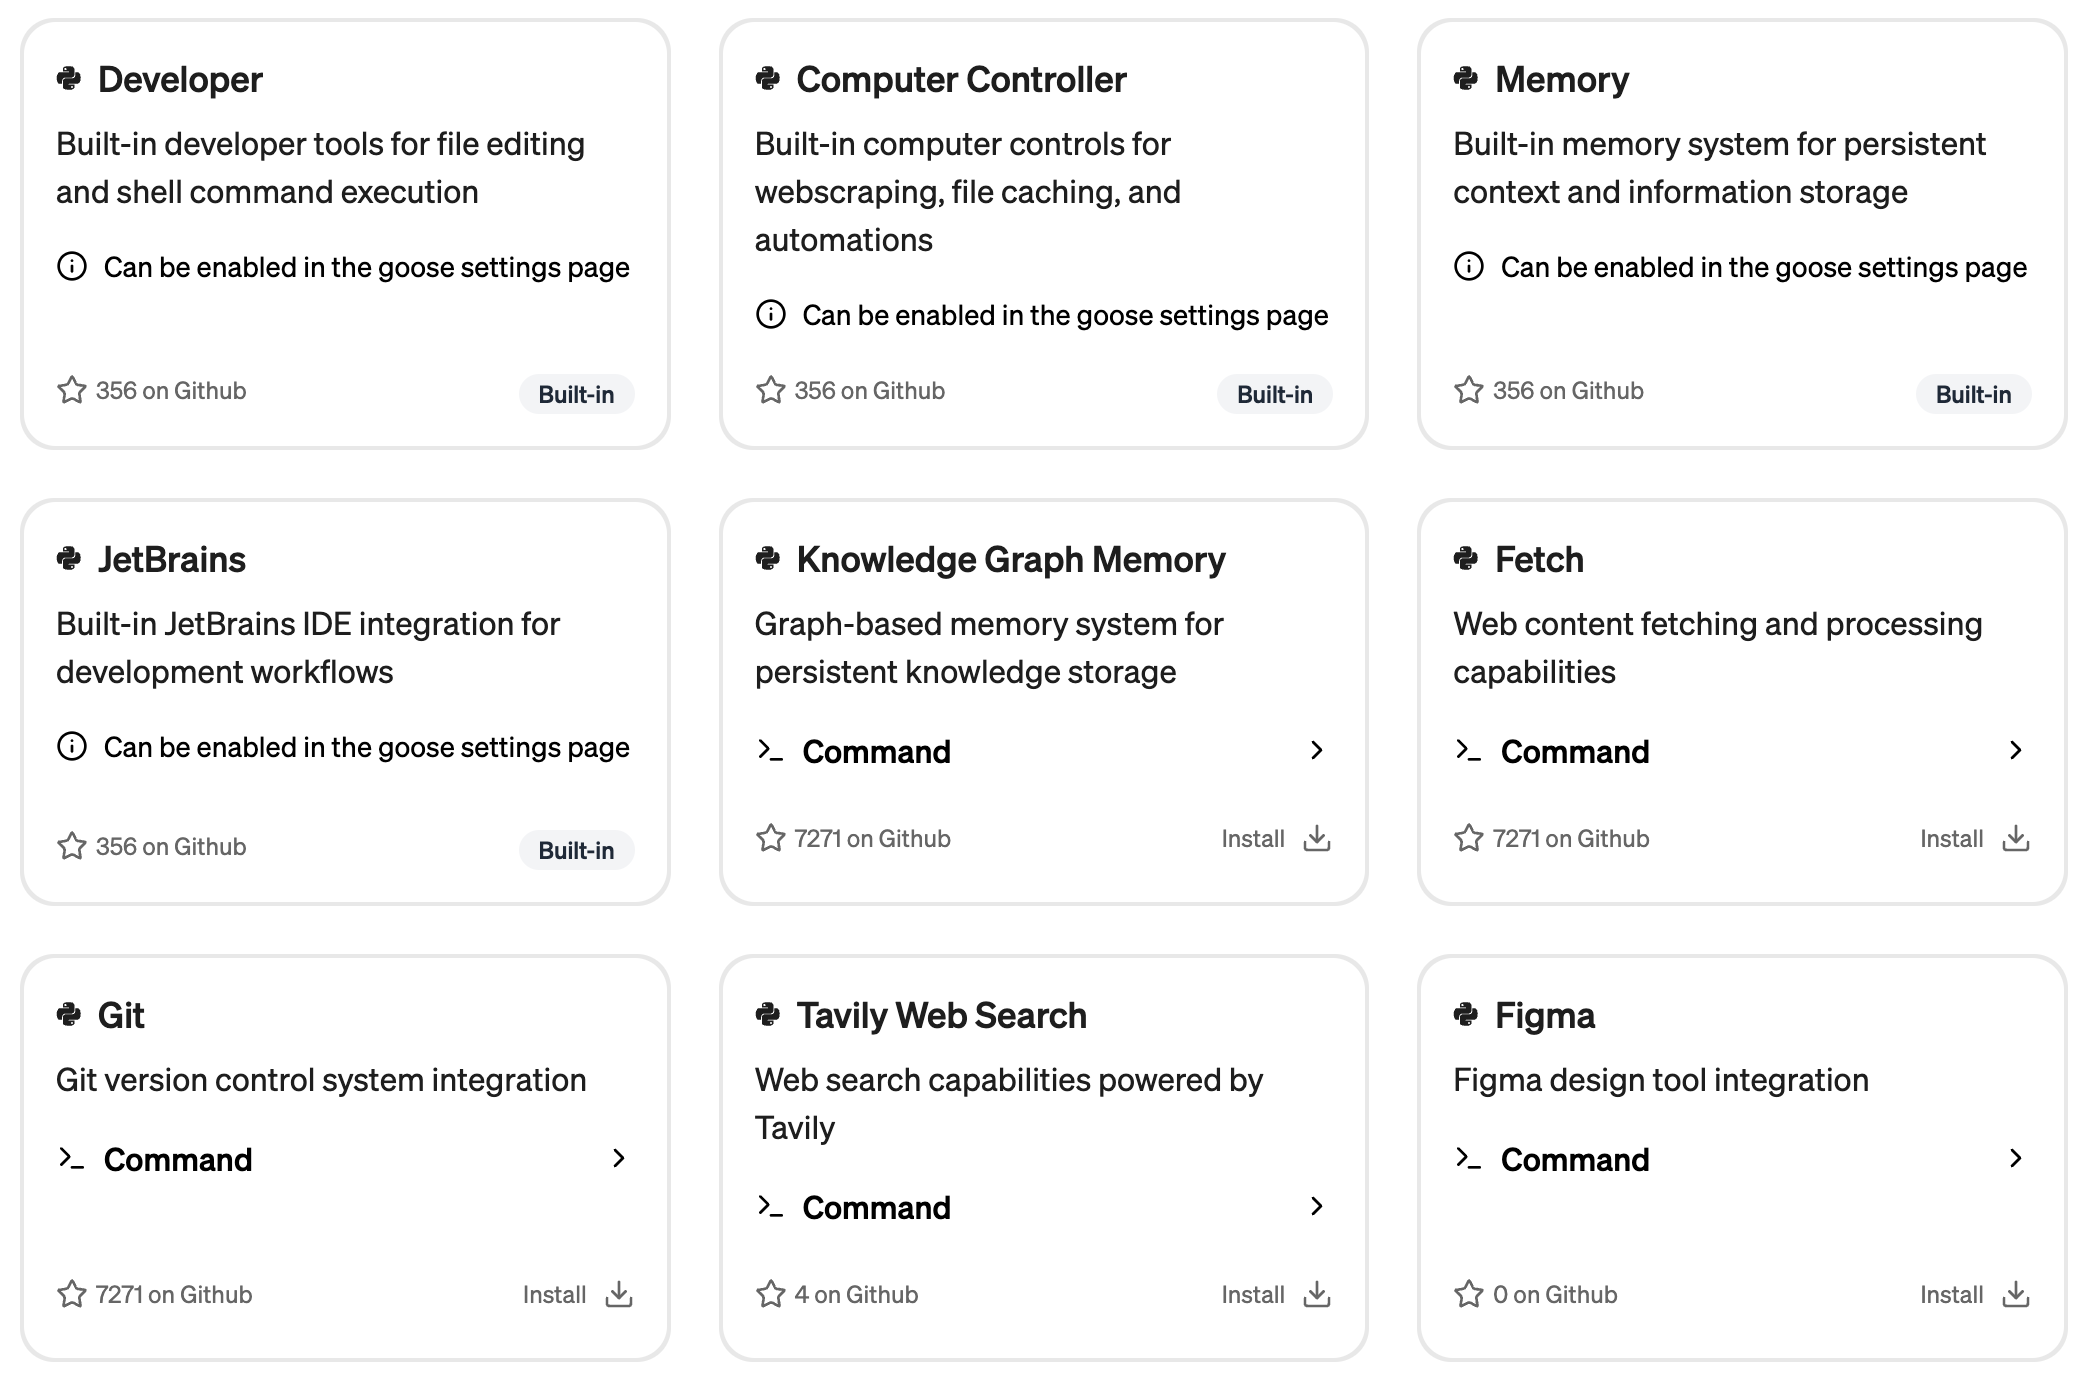 Developer
Built-in developer tools for file editing
and shell command execution
Can be enabled in the goose settings page
356 on Github
Built-in
Computer Controller
Built-in computer controls for
webscraping, file caching, and
automations
Can be enabled in the goose settings page
356 on Github
Built-in
Memory
Built-in memory system for persistent
context and information storage
Can be enabled in the goose settings page
356 on Github
Built-in
JetBrains
Built-in JetBrains IDE integration for
development workflows
Can be enabled in the goose settings page
356 on Github
Built-in
Knowledge Graph Memory
Graph-based memory system for
persistent knowledge storage
Command
7271 on Github
Install
Fetch
Web content fetching and processing
capabilities
Command
7271 on Github
Install
Git
Git version control system integration
Command
7271 on Github
Install
Tavily Web Search
Web search capabilities powered by
Tavily
Command
4 on Github
Install
Figma
Figma design tool integration
Command
0 on Github
Install